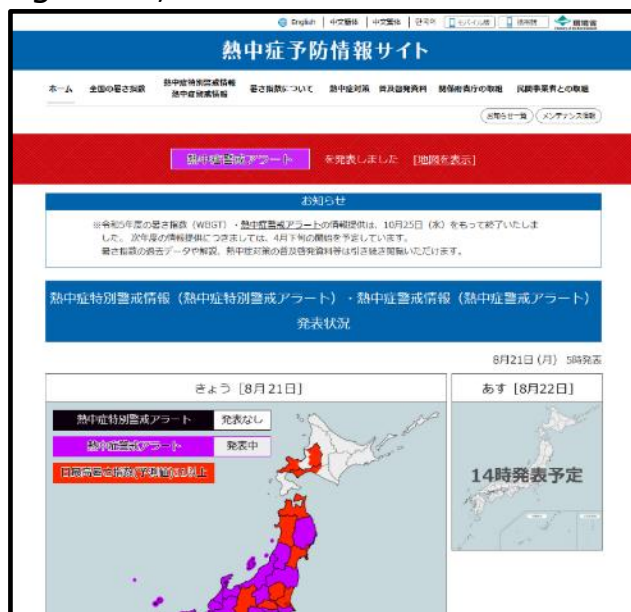 English | 中文簡体 | 中文繁体 | 한국어
環境省
熱中症予防情報サイト
ホーム 全国の暑さ指数 熱中症特別警戒情報 暑さ指数について 熱中症対策 普及啓発資料 関係府省庁の取組 民間事業者との取組
熱中症警戒情報
お知らせ一覧 メンテナンス情報
熱中症警戒アラート を発表しました [地図を表示]
お知らせ
※令和5年度の暑さ指数(WBGT)・熱中症警戒アラートの情報提供は、10月25日(水)をもって終了いたしま
した。 次年度の情報提供につきましては、4月下旬の開始を予定しています。
暑さ指数の過去データや解説、熱中症対策の普及啓発資料等は引き続き閲覧いただけます。
熱中症特別警戒情報(熱中症特別警戒アラート)・熱中症警戒情報(熱中症警戒アラート)
発表状況
8月21日(月) 5時発表
きょう [8月21日]
あす [8月22日]
熱中症特別警戒アラート 発表なし
熱中症警戒アラート 発表中
14時発表予定